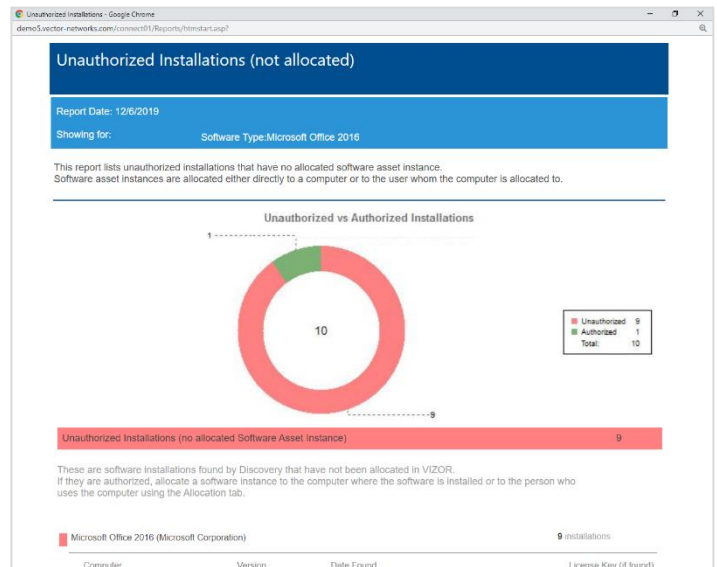 Unauthorized Installations - Google Chrome
demo5.vector-networks.com/connect01/Reports/htmstart.asp?
Unauthorized Installations (not allocated)
Report Date: 12/6/2019
Showing for: Software Type:Microsoft Office 2016
This report lists unauthorized installations that have no allocated software asset instance.
Software asset instances are allocated either directly to a computer or to the user whom the computer is allocated to.
Unauthorized vs Authorized Installations
1
10
Unauthorized 9
Authorized 1
Total: 10
9
Unauthorized Installations (no allocated Software Asset Instance) 9
These are software installations found by Discovery that have not been allocated in VIZOR.
If they are authorized, allocate a software instance to the computer where the software is installed or to the person who
uses the computer using the Allocation tab.
Microsoft Office 2016 (Microsoft Corporation) 9 installations
Computer Version Date Found License Key (if found)